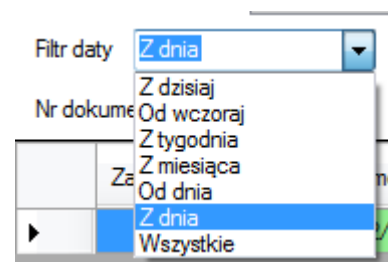 Filtr daty Z dnia
Z dzisiaj
Nr dokume Od wczoraj
Z tygodnia
Z miesiąca
Za
Od dnia
Z dnia
Wszystkie